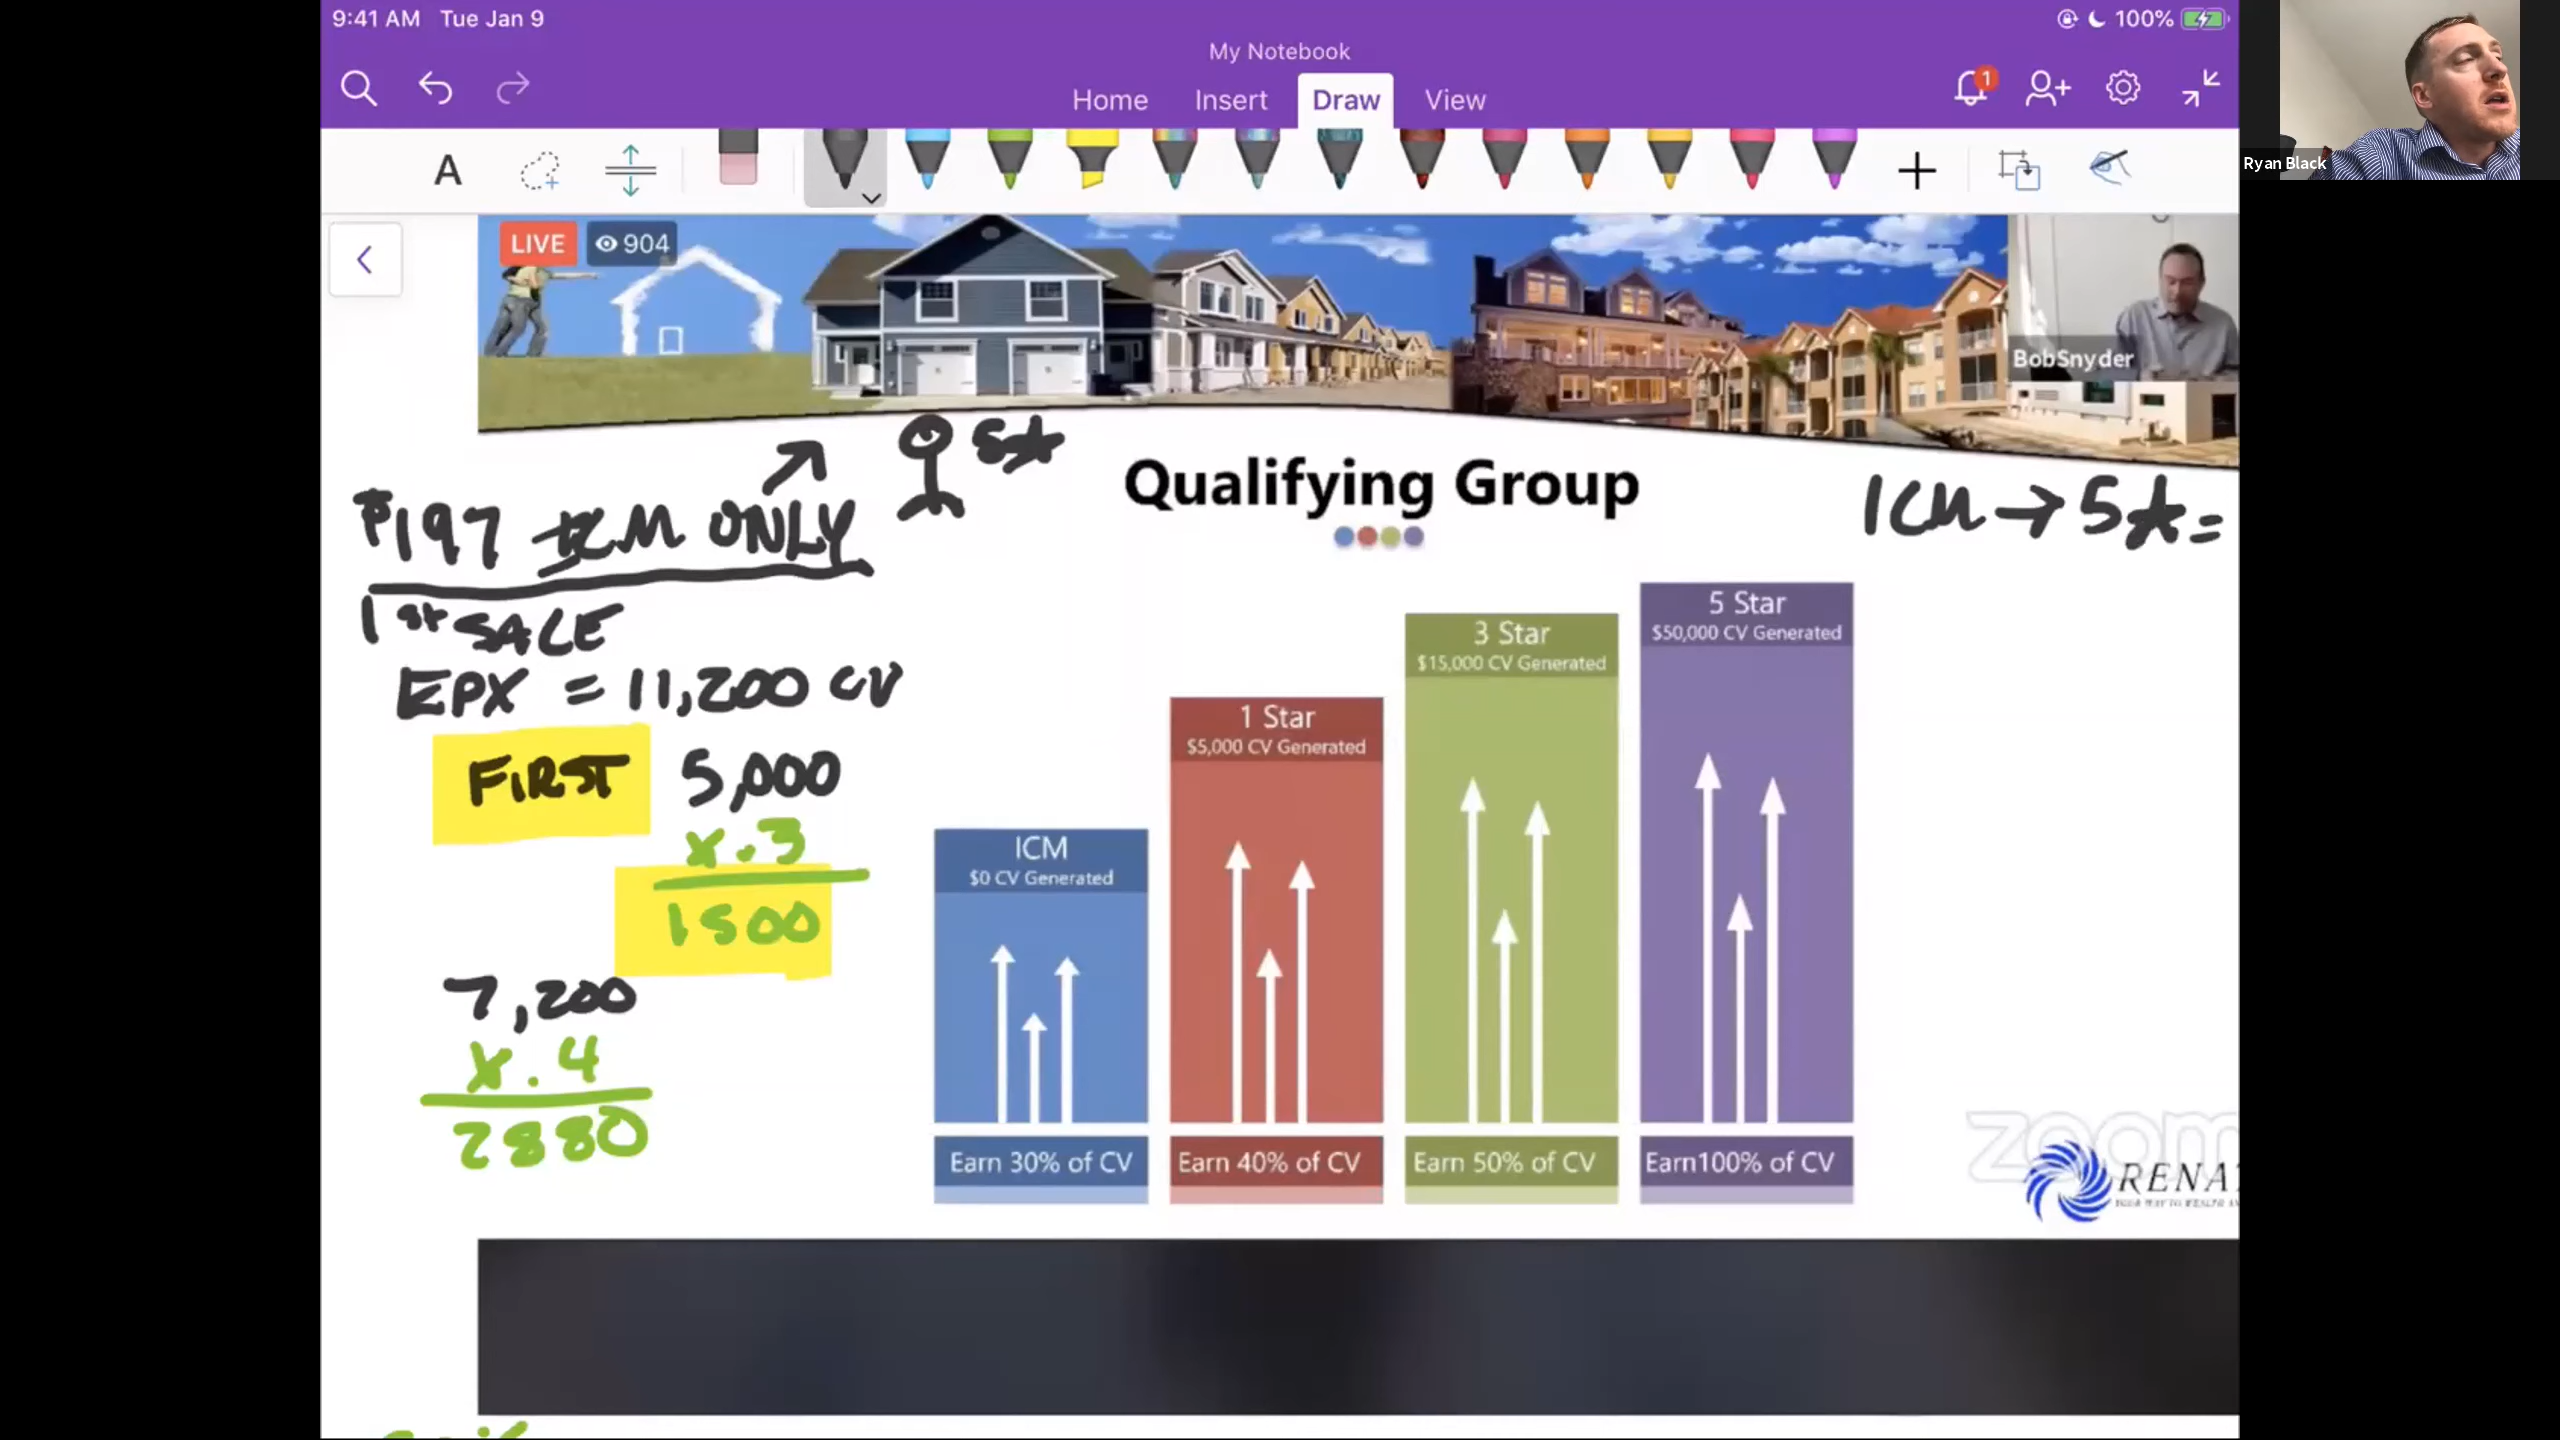 9:41 AM Tue Jan 9
100%
My Notebook
Home Insert Draw View
1
A
Ryan Black
LIVE 904
BobSnyder
5
Qualifying Group
$197 ICM ONLY
ICM → 5 =
1st SALE
EPX = 11,200 CV
FIRST 5,000
x.3
1500
7,200
x.4
2880
ICM
$0 CV Generated
Earn 30% of CV
1 Star
$5,000 CV Generated
Earn 40% of CV
3 Star
$15,000 CV Generated
Earn 50% of CV
5 Star
$50,000 CV Generated
Earn100% of CV
zoom
RENA